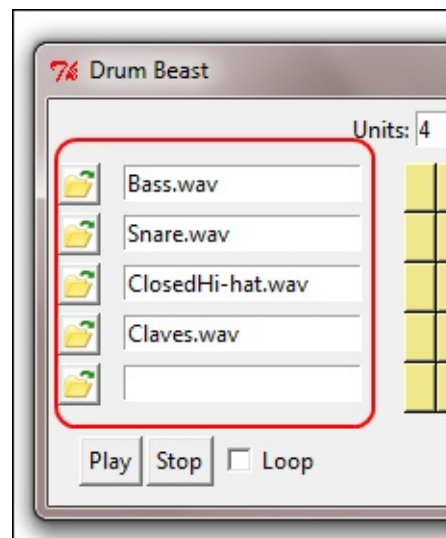 Drum Beast
Units: 4
Bass.wav
Snare.wav
ClosedHi-hat.wav
Claves.wav
Play Stop Loop